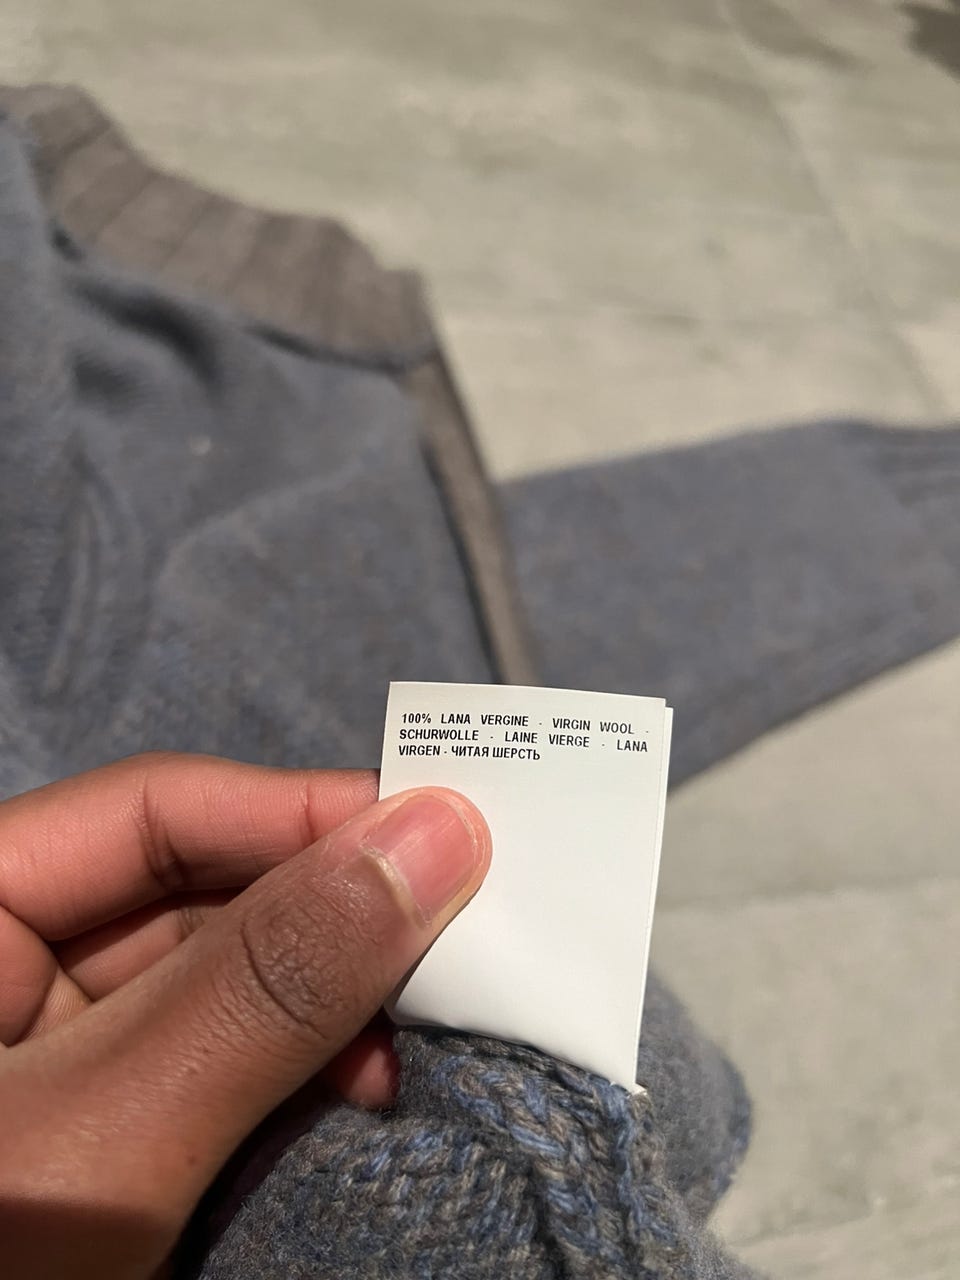 100% LANA VERGINE - VIRGIN WOOL -
SCHURWOLLE - LAINE VIERGE - LANA
VIRGEN - ЧИТАЯ ШЕРСТЬ